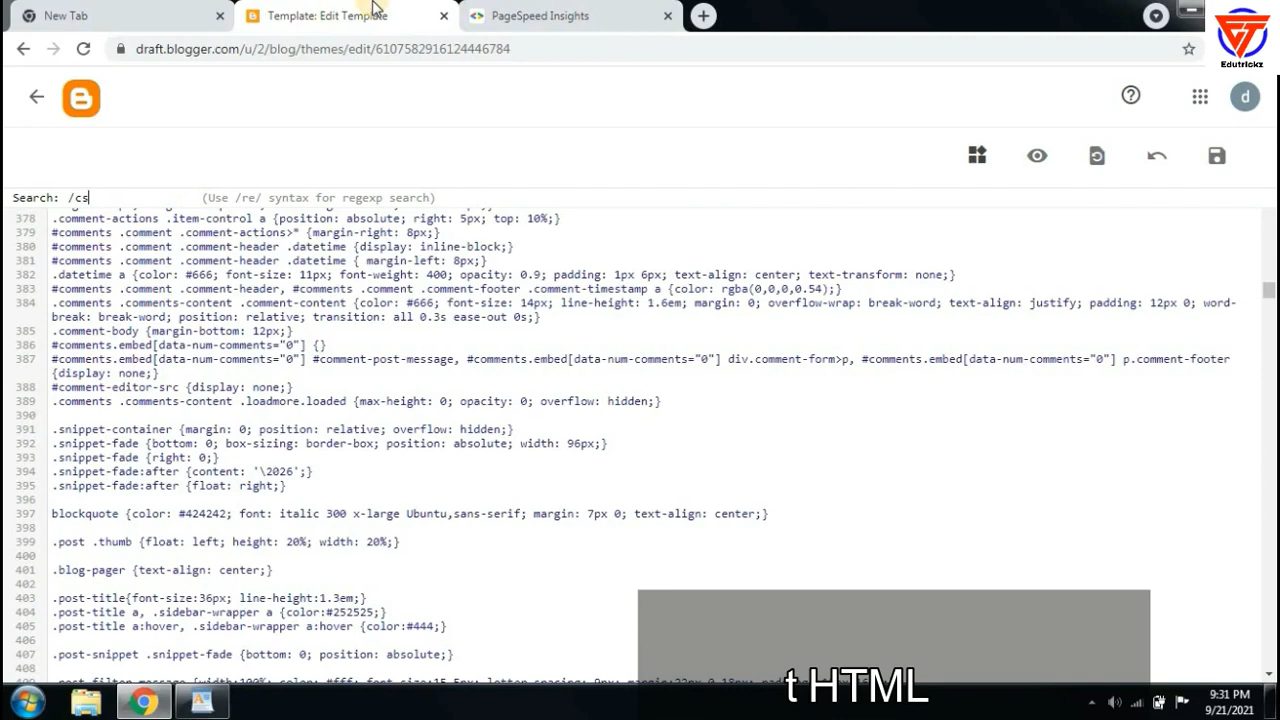 New Tab
Template: Edit Template
PageSpeed Insights
draft.blogger.com/u/2/blog/themes/edit/6107582916124446784
Edutrickz
d
Search: /cs (Use /re/ syntax for regexp search)
378 .comment-actions .item-control a {position: absolute; right: 5px; top: 10%;}
379 #comments .comment .comment-actions>* {margin-right: 8px;}
380 #comments .comment .comment-header .datetime {display: inline-block;}
381 #comments .comment .comment-header .datetime { margin-left: 8px;}
382 .datetime a {color: #666; font-size: 11px; font-weight: 400; opacity: 0.9; padding: 1px 6px; text-align: center; text-transform: none;}
383 #comments .comment-header, #comments .comment .comment-footer .comment-timestamp a {color: rgba(0,0,0,0.54);}
384 .comments .comments-content .comment-content {color: #666; font-size: 14px; line-height: 1.6em; margin: 0; overflow-wrap: break-word; text-align: justify; padding: 12px 0; word-
break: break-word; position: relative; transition: all 0.3s ease-out 0s;}
385 .comment-body {margin-bottom: 12px;}
386 #comments.embed[data-num-comments="0"] {}
387 #comments.embed[data-num-comments="0"] #comment-post-message, #comments.embed[data-num-comments="0"] div.comment-form>p, #comments.embed[data-num-comments="0"] p.comment-footer
{display: none;}
388 #comment-editor-src {display: none;}
389 .comments .comments-content .loadmore.loaded {max-height: 0; opacity: 0; overflow: hidden;}
390
391 .snippet-container {margin: 0; position: relative; overflow: hidden;}
392 .snippet-fade {bottom: 0; box-sizing: border-box; position: absolute; width: 96px;}
393 .snippet-fade {right: 0;}
394 .snippet-fade:after {content: '\2026';}
395 .snippet-fade:after {float: right;}
396
397 blockquote {color: #424242; font: italic 300 x-large Ubuntu,sans-serif; margin: 7px 0; text-align: center;}
398
399 .post .thumb {float: left; height: 20%; width: 20%;}
400
401 .blog-pager {text-align: center;}
402
403 .post-title{font-size:36px; line-height:1.3em;}
404 .post-title a, .sidebar-wrapper a {color:#252525;}
405 .post-title a:hover, .sidebar-wrapper a:hover {color:#444;}
406
407 .post-snippet .snippet-fade {bottom: 0; position: absolute;}
408
t HTML
9:31 PM
9/21/2021